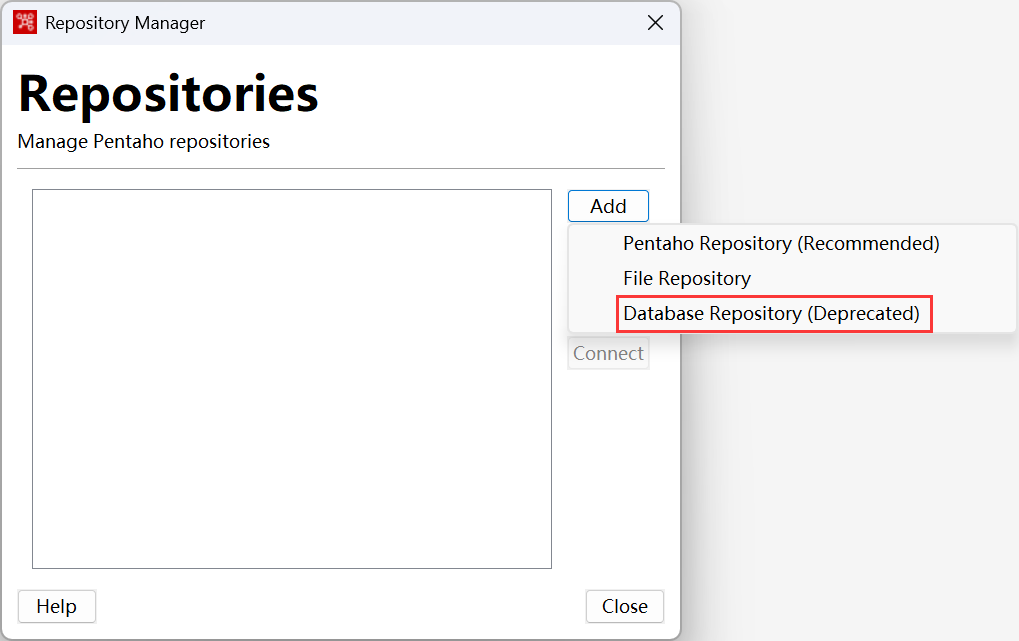 Repository Manager
Repositories
Manage Pentaho repositories
Add
Pentaho Repository (Recommended)
File Repository
Database Repository (Deprecated)
Connect
Help
Close